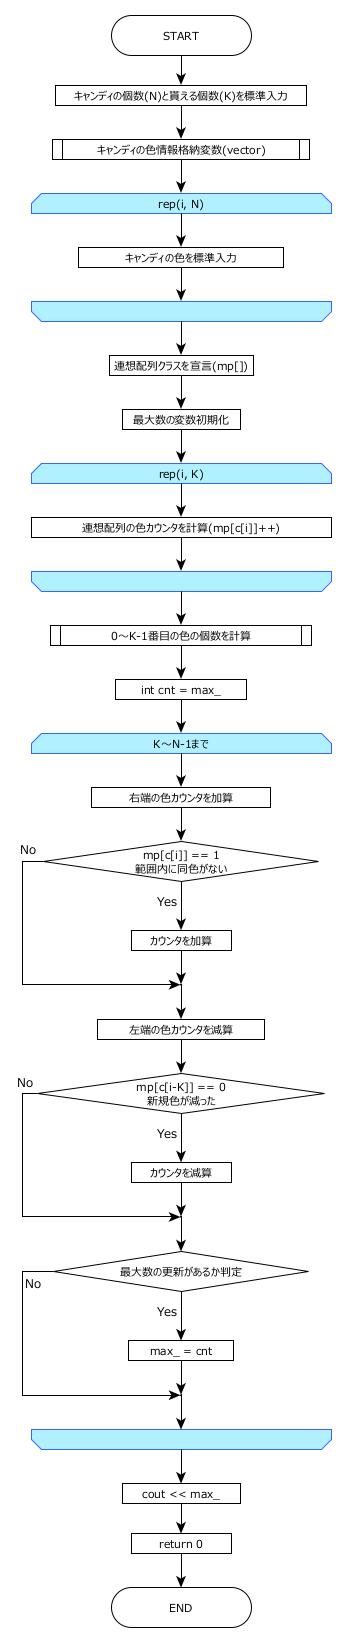 START
キャンディの個数(N)と貰える個数(K)を標準入力
キャンディの色情報格納変数(vector)
rep(i, N)
キャンディの色を標準入力
連想配列クラスを宣言(mp[])
最大数の変数初期化
rep(i, K)
連想配列の色カウンタを計算(mp[c[i]]++)
0～K-1番目の色の個数を計算
int cnt = max_
K～N-1まで
右端の色カウンタを加算
No
mp[c[i]] == 1
範囲内に同色がない
Yes
カウンタを加算
左端の色カウンタを減算
No
mp[c[i-K]] == 0
新規色が減った
Yes
カウンタを減算
最大数の更新があるか判定
No
Yes
max_ = cnt
cout << max_
return 0
END